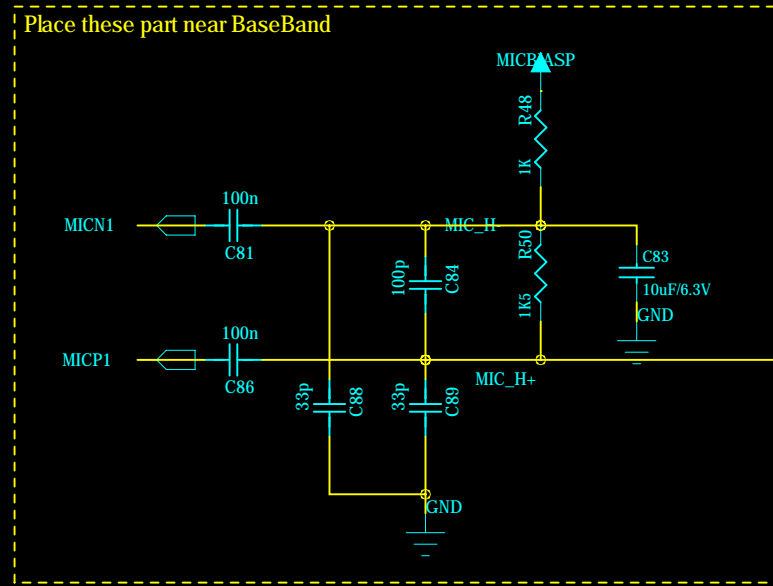 Place these part near BaseBand
MICBIASP
R48
1K
100n
MICN1
C81
MIC_H-
R50
1K5
C83
10uF/6.3V
GND
100p
C84
100n
MICP1
C86
MIC_H+
33p
C88
33p
C89
GND